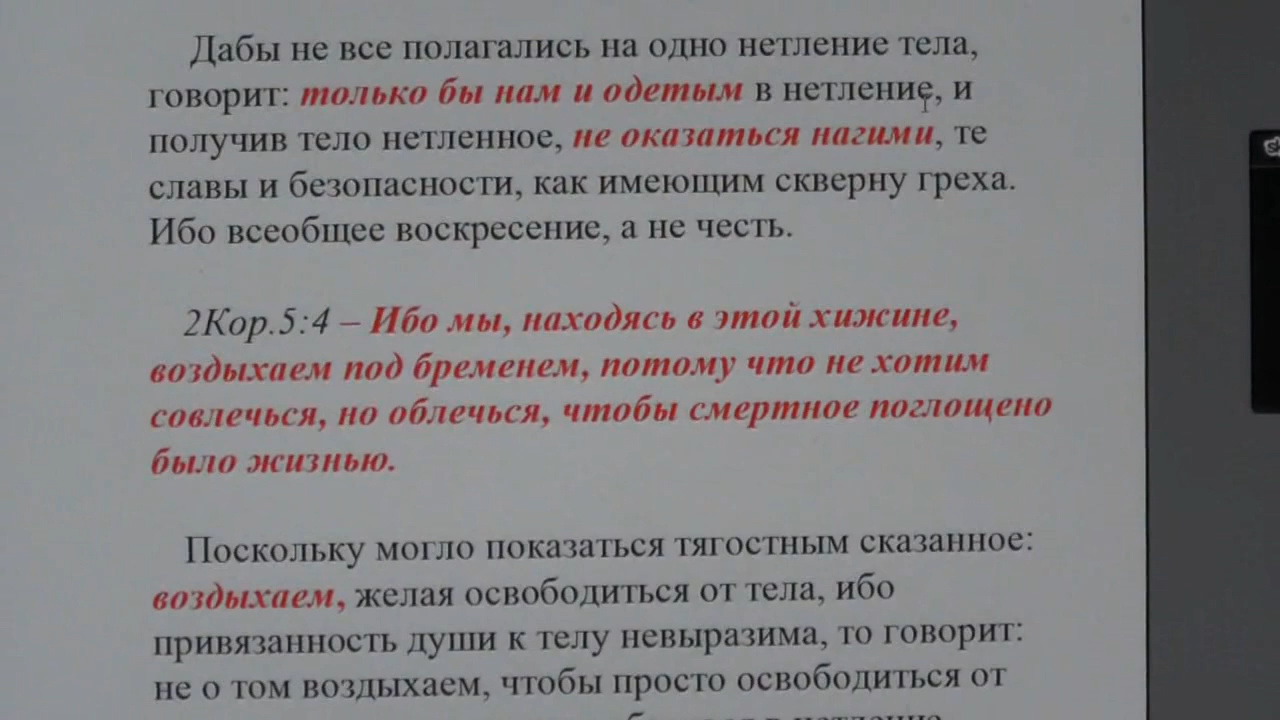 Дабы не все полагались на одно нетление тела,
говорит: только бы нам и одетым в нетление, и
получив тело нетленное, не оказаться нагими, те
славы и безопасности, как имеющим скверну греха.
Ибо всеобщее воскресение, а не честь.
2Кор.5:4 – Ибо мы, находясь в этой хижине,
воздыхаем под бременем, потому что не хотим
совлечься, но облечься, чтобы смертное поглощено
было жизнью.
Поскольку могло показаться тягостным сказанное:
воздыхаем, желая освободиться от тела, ибо
привязанность души к телу невыразима, то говорит:
не о том воздыхаем, чтобы просто освободиться от